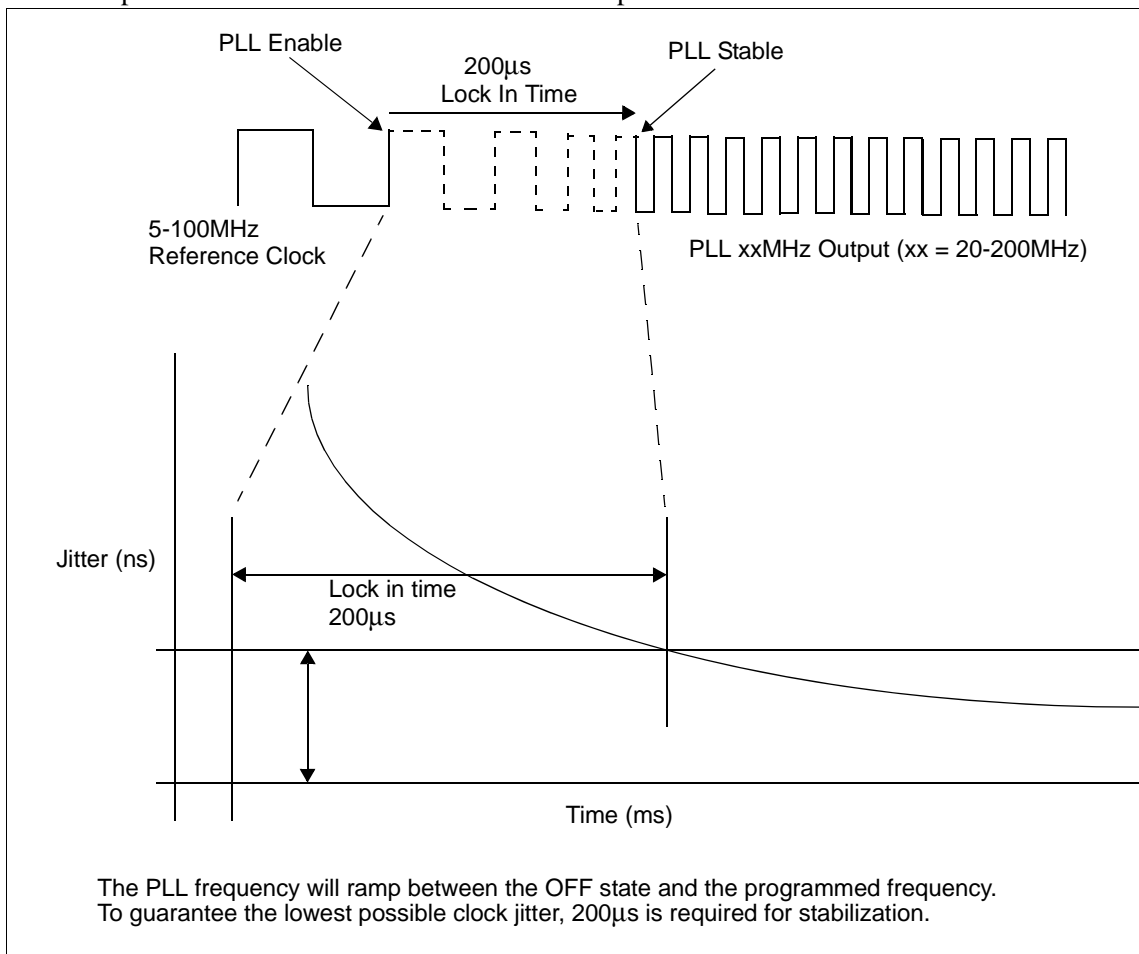 PLL Enable
200µs
Lock In Time
PLL Stable
5-100MHz
Reference Clock
PLL xxMHz Output (xx = 20-200MHz)
Jitter (ns)
Lock in time
200µs
Time (ms)
The PLL frequency will ramp between the OFF state and the programmed frequency.
To guarantee the lowest possible clock jitter, 200µs is required for stabilization.